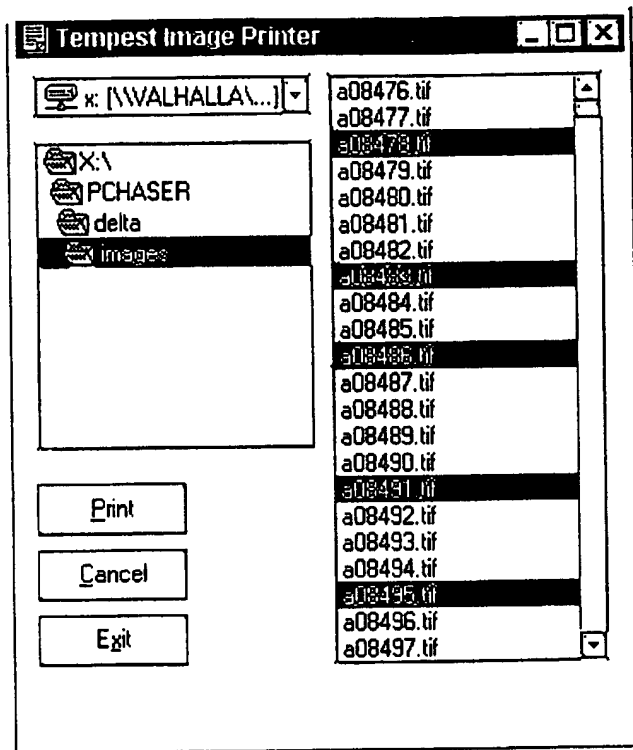 Tempest Image Printer
x: [\\VALHALLA\...]
X:\
PCHASER
delta
images
Print
Cancel
Exit
a08476.tif
a08477.tif
a08478.tif
a08479.tif
a08480.tif
a08481.tif
a08482.tif
a08483.tif
a08484.tif
a08485.tif
a08486.tif
a08487.tif
a08488.tif
a08489.tif
a08490.tif
a08491.tif
a08492.tif
a08493.tif
a08494.tif
a08495.tif
a08496.tif
a08497.tif